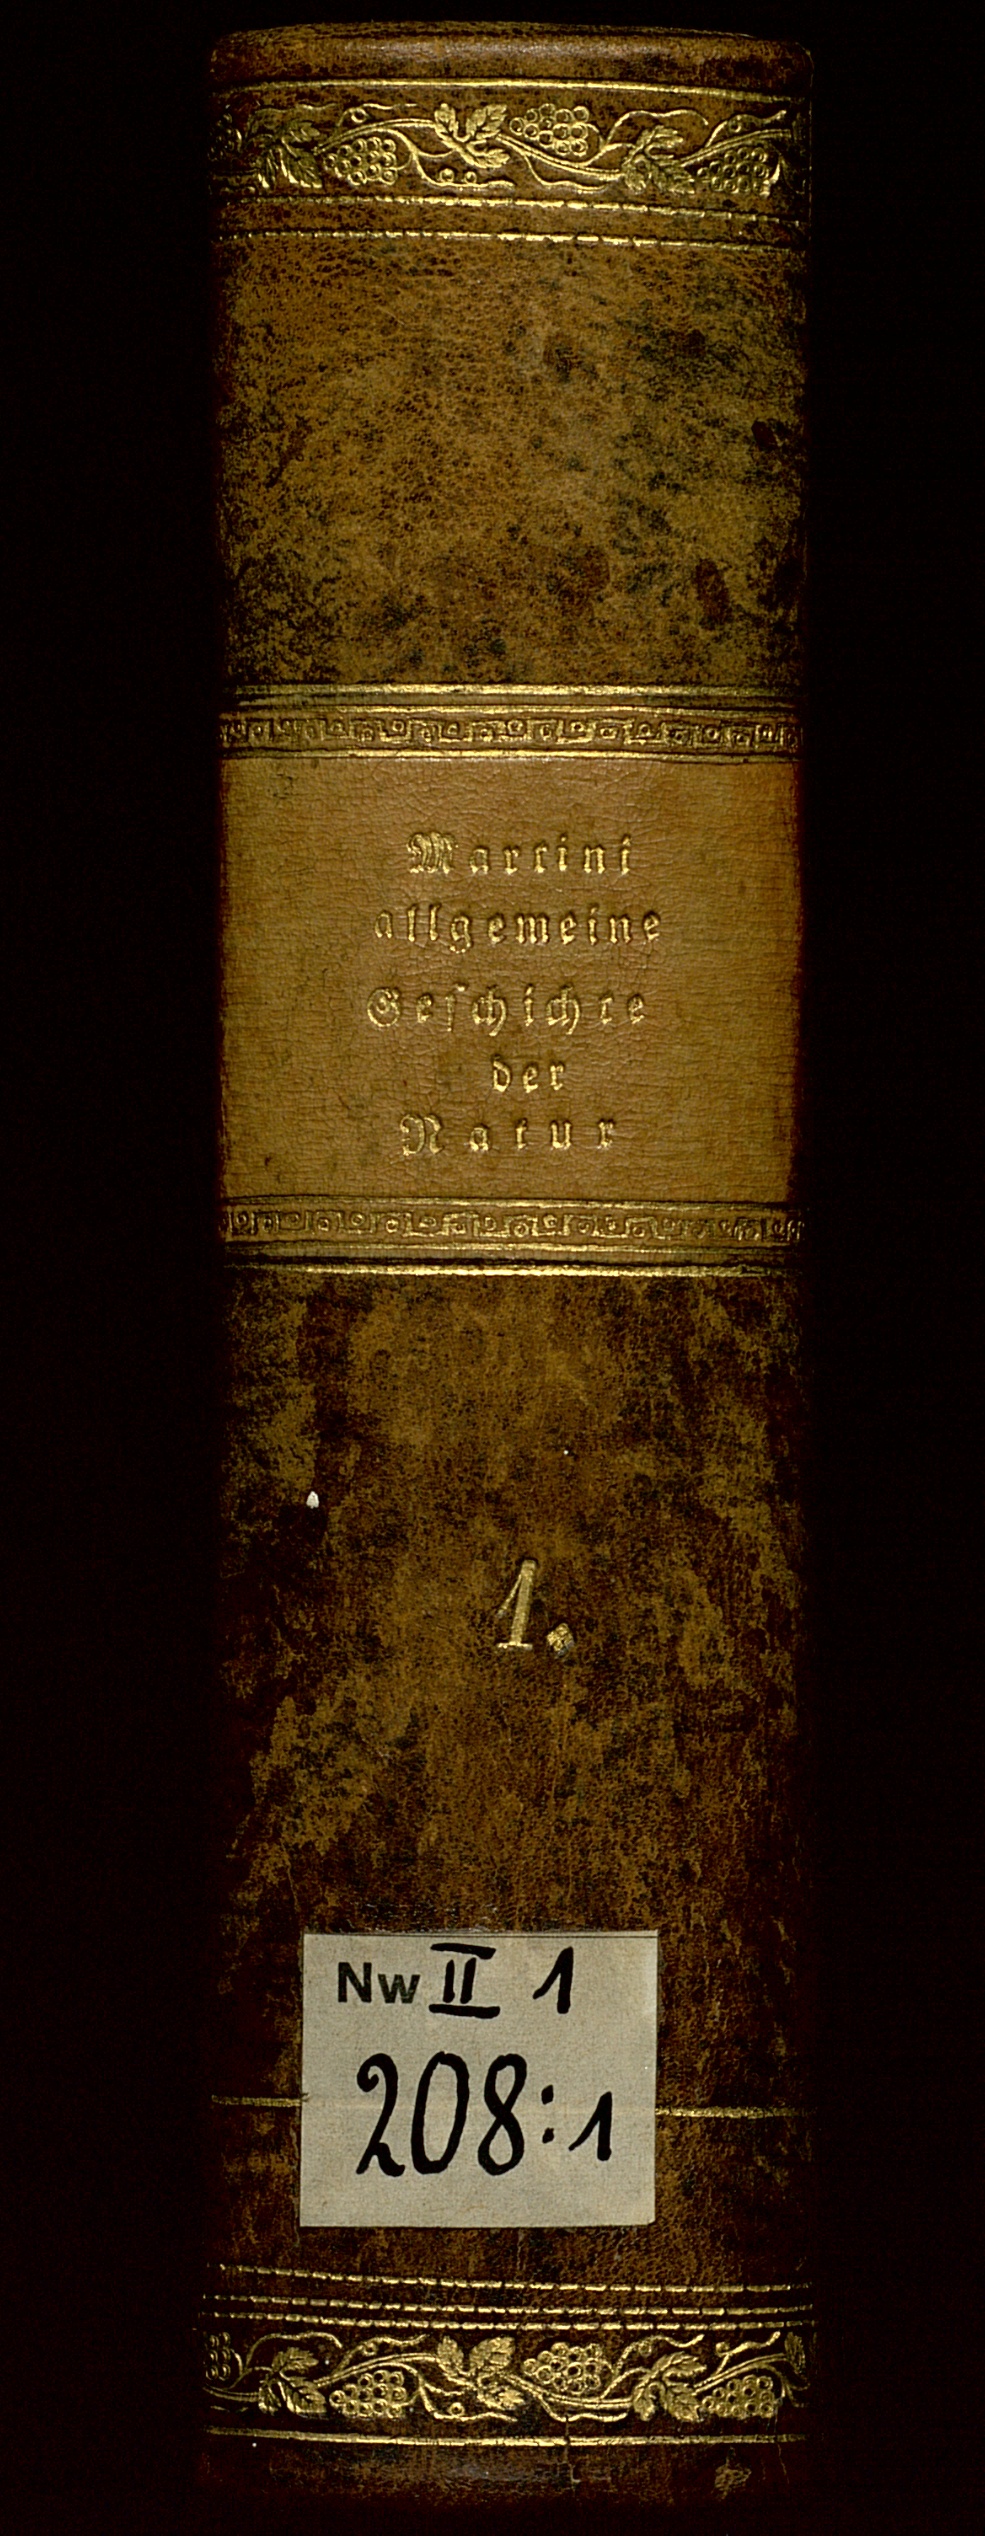 Martini
allgemeine
Geſchichte
der
Natur
1.
Nw II 1
208:1